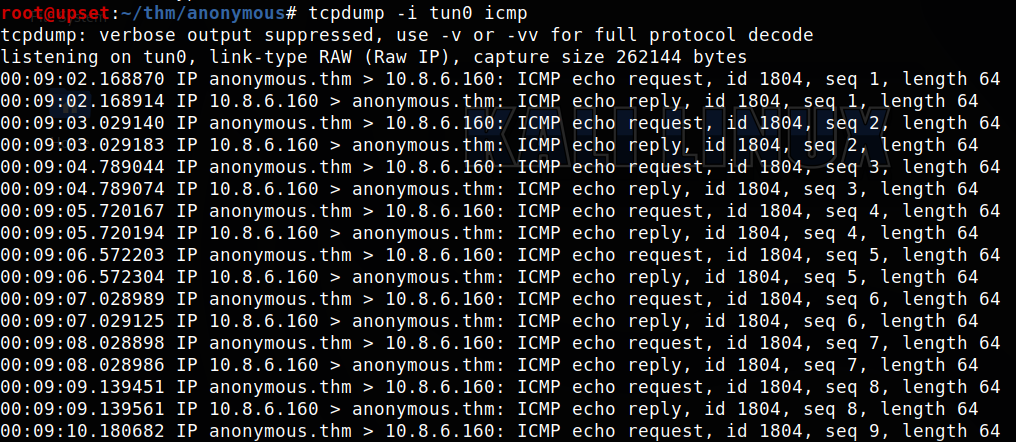 root@upset:~/thm/anonymous# tcpdump -i tun0 icmp
tcpdump: verbose output suppressed, use -v or -vv for full protocol decode
listening on tun0, link-type RAW (Raw IP), capture size 262144 bytes
00:09:02.168870 IP anonymous.thm > 10.8.6.160: ICMP echo request, id 1804, seq 1, length 64
00:09:02.168914 IP 10.8.6.160 > anonymous.thm: ICMP echo reply, id 1804, seq 1, length 64
00:09:03.029140 IP anonymous.thm > 10.8.6.160: ICMP echo request, id 1804, seq 2, length 64
00:09:03.029183 IP 10.8.6.160 > anonymous.thm: ICMP echo reply, id 1804, seq 2, length 64
00:09:04.789044 IP anonymous.thm > 10.8.6.160: ICMP echo request, id 1804, seq 3, length 64
00:09:04.789074 IP 10.8.6.160 > anonymous.thm: ICMP echo reply, id 1804, seq 3, length 64
00:09:05.720167 IP anonymous.thm > 10.8.6.160: ICMP echo request, id 1804, seq 4, length 64
00:09:05.720194 IP 10.8.6.160 > anonymous.thm: ICMP echo reply, id 1804, seq 4, length 64
00:09:06.572203 IP anonymous.thm > 10.8.6.160: ICMP echo request, id 1804, seq 5, length 64
00:09:06.572304 IP 10.8.6.160 > anonymous.thm: ICMP echo reply, id 1804, seq 5, length 64
00:09:07.028989 IP anonymous.thm > 10.8.6.160: ICMP echo request, id 1804, seq 6, length 64
00:09:07.029125 IP 10.8.6.160 > anonymous.thm: ICMP echo reply, id 1804, seq 6, length 64
00:09:08.028898 IP anonymous.thm > 10.8.6.160: ICMP echo request, id 1804, seq 7, length 64
00:09:08.028986 IP 10.8.6.160 > anonymous.thm: ICMP echo reply, id 1804, seq 7, length 64
00:09:09.139451 IP anonymous.thm > 10.8.6.160: ICMP echo request, id 1804, seq 8, length 64
00:09:09.139561 IP 10.8.6.160 > anonymous.thm: ICMP echo reply, id 1804, seq 8, length 64
00:09:10.180682 IP anonymous.thm > 10.8.6.160: ICMP echo request, id 1804, seq 9, length 64
KALI LINUX